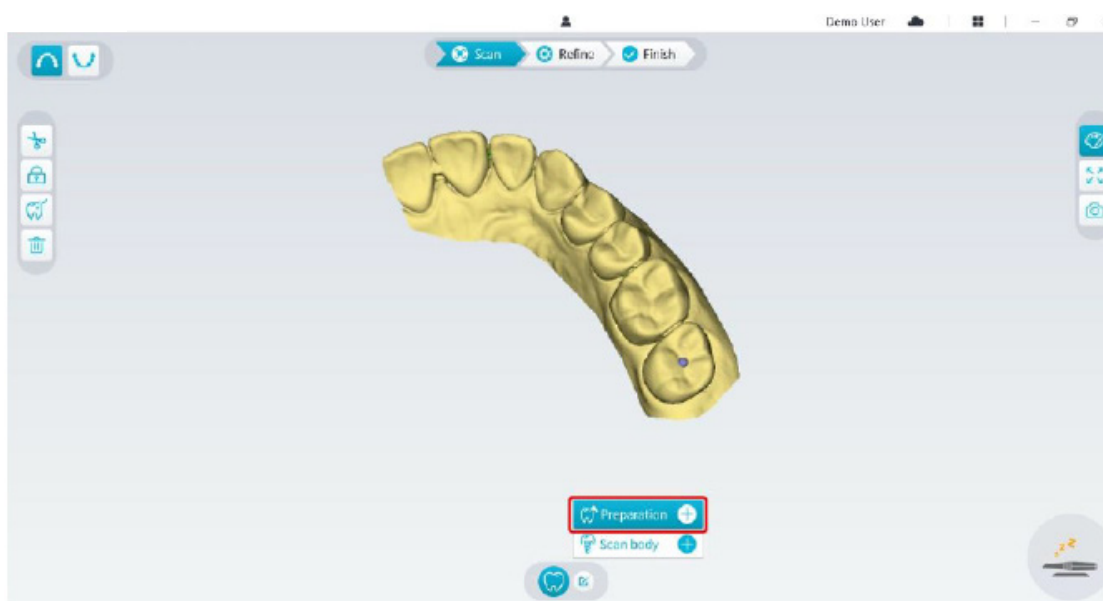 Demo User
Scan
Refine
Finish
Preparation
Scan body
z z z